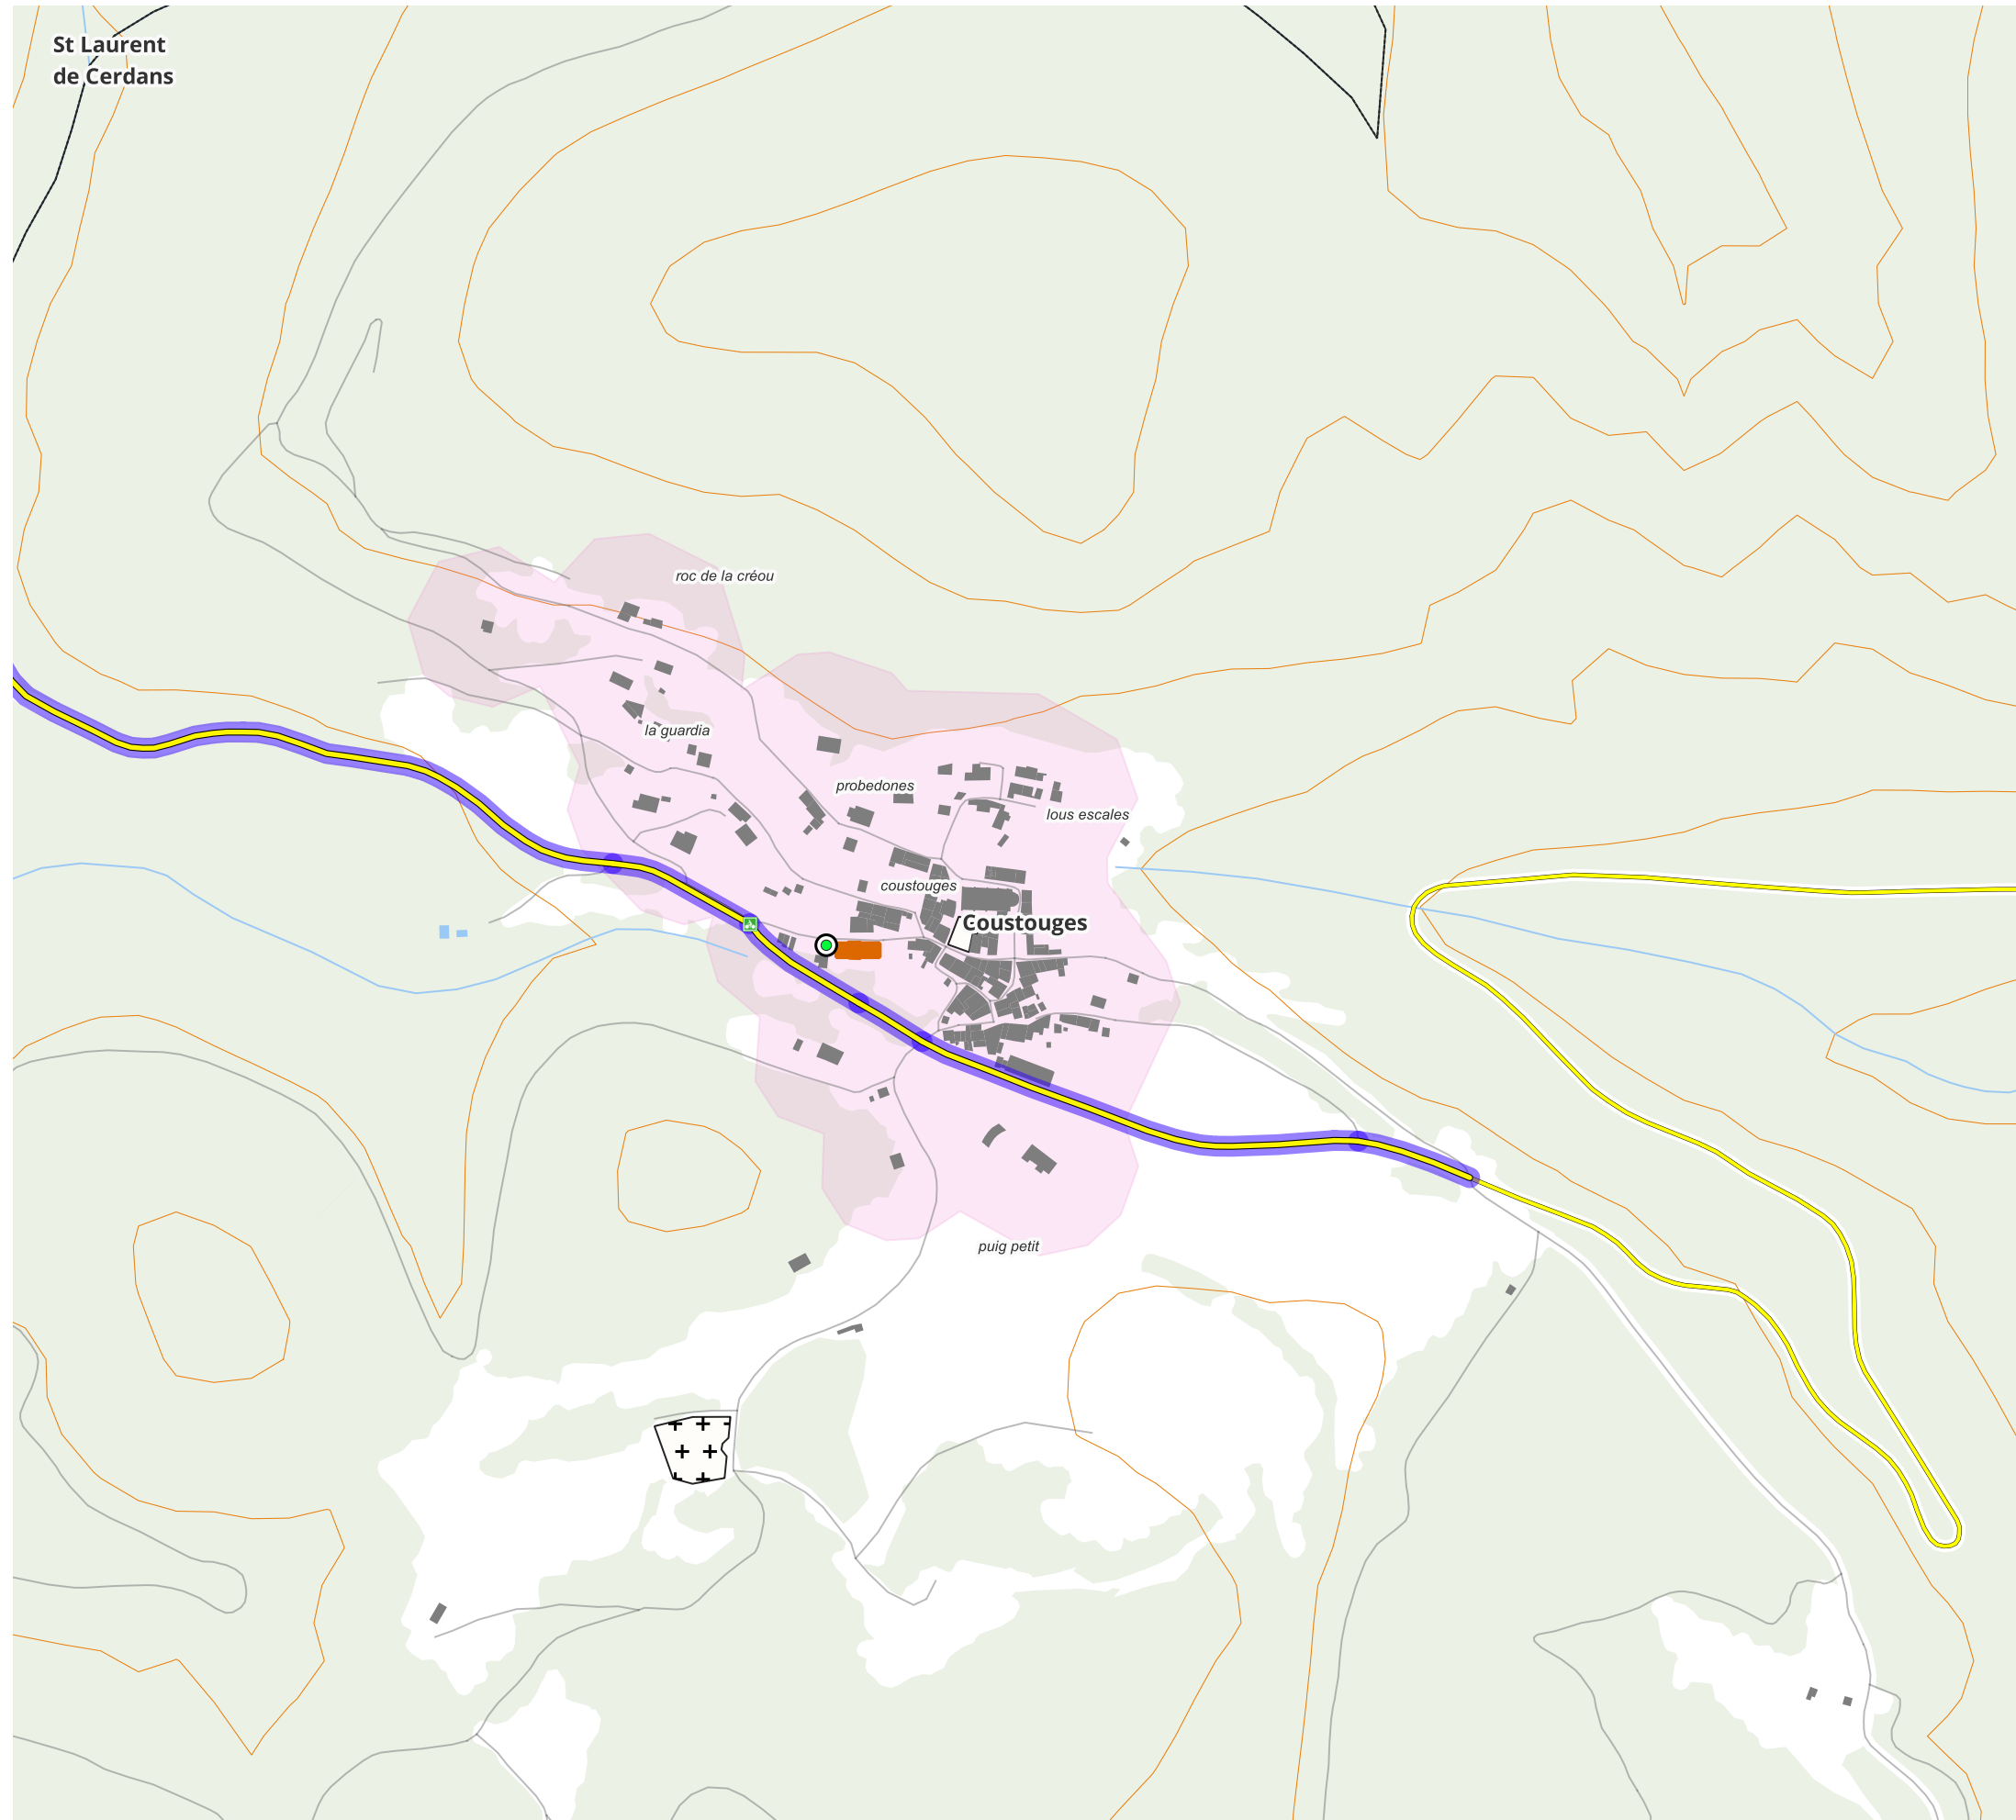 St Laurent
de Cerdans
roc de la créou
la guardia
probedones
lous escales
coustouges
Coustouges
puig petit